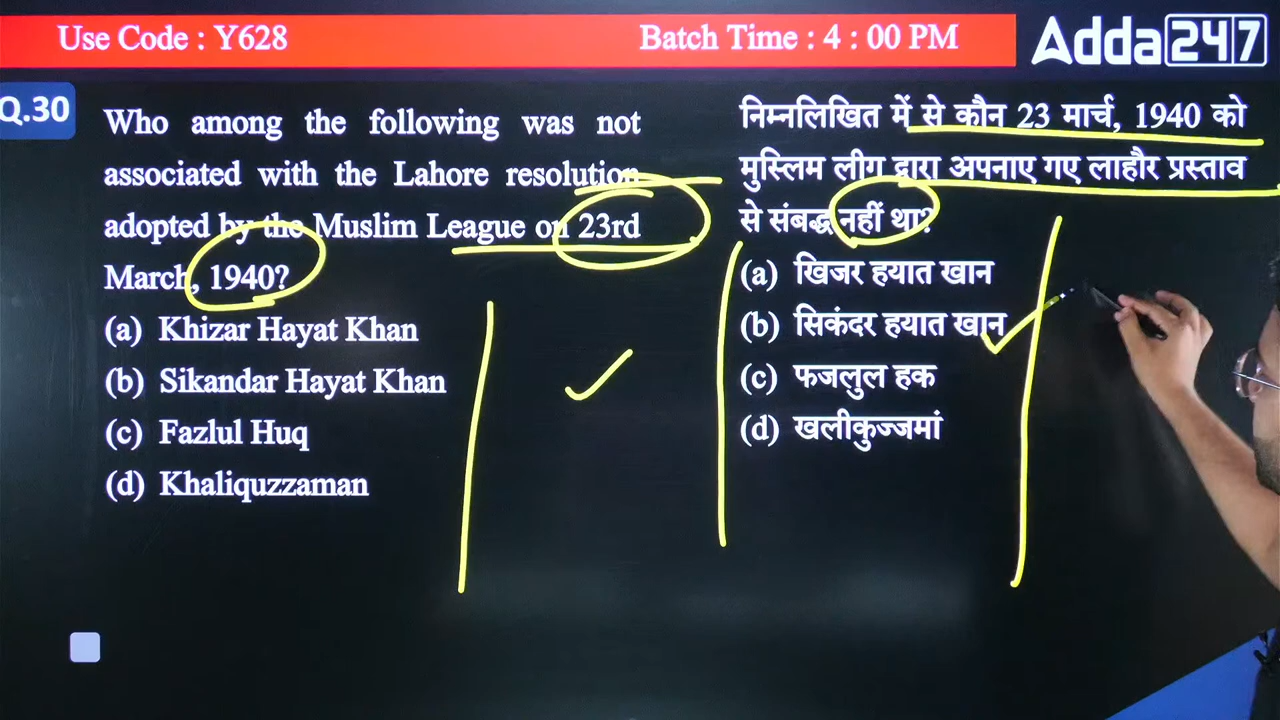 Use Code : Y628
Batch Time : 4 : 00 PM
Adda247
Q.30
Who among the following was not
associated with the Lahore resolution
adopted by the Muslim League on 23rd
March, 1940?
(a) Khizar Hayat Khan
(b) Sikandar Hayat Khan
(c) Fazlul Huq
(d) Khaliquzzaman
निम्नलिखित में से कौन 23 मार्च, 1940 को
मुस्लिम लीग द्वारा अपनाए गए लाहौर प्रस्ताव
से संबद्ध नहीं था?
(a) खिजर हयात खान
(b) सिकंदर हयात खान
(c) फजलुल हक
(d) खलीकुज्जमां